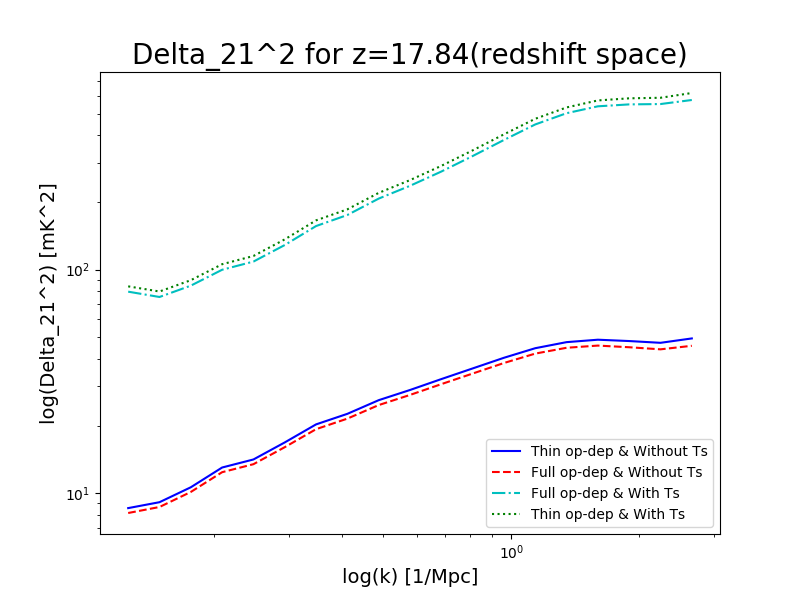 Delta_21^2 for z=17.84(redshift space)
log(Delta_21^2) [mK^2]
10^2
10^1
Thin op-dep & Without Ts
Full op-dep & Without Ts
Full op-dep & With Ts
Thin op-dep & With Ts
10^0
log(k) [1/Mpc]